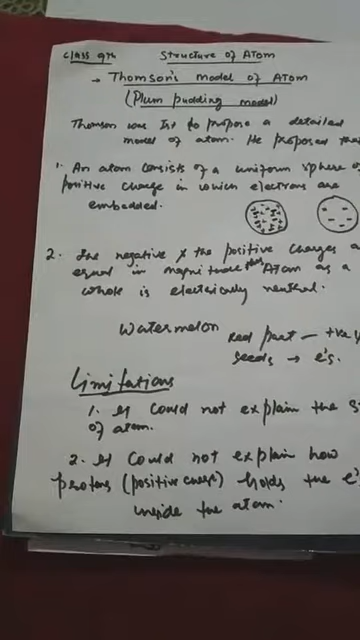 Class 9th Structure of Atom
→ Thomson's model of Atom
(Plum pudding model)
Thomson was Ist to propose a detailed
model of atom. He proposed that
1. An atom consists of a uniform sphere of
positive charge in which electrons are
embedded.
2. The negative & the positive charges a
equal in magnitude thus Atom as a
whole is electrically neutral.
Watermelon Red part — +ve
Seeds → e's.
Limitations
1. It could not explain the S
of atom.
2. It could not explain how
protons (positive charge) holds the e's
inside the atom.